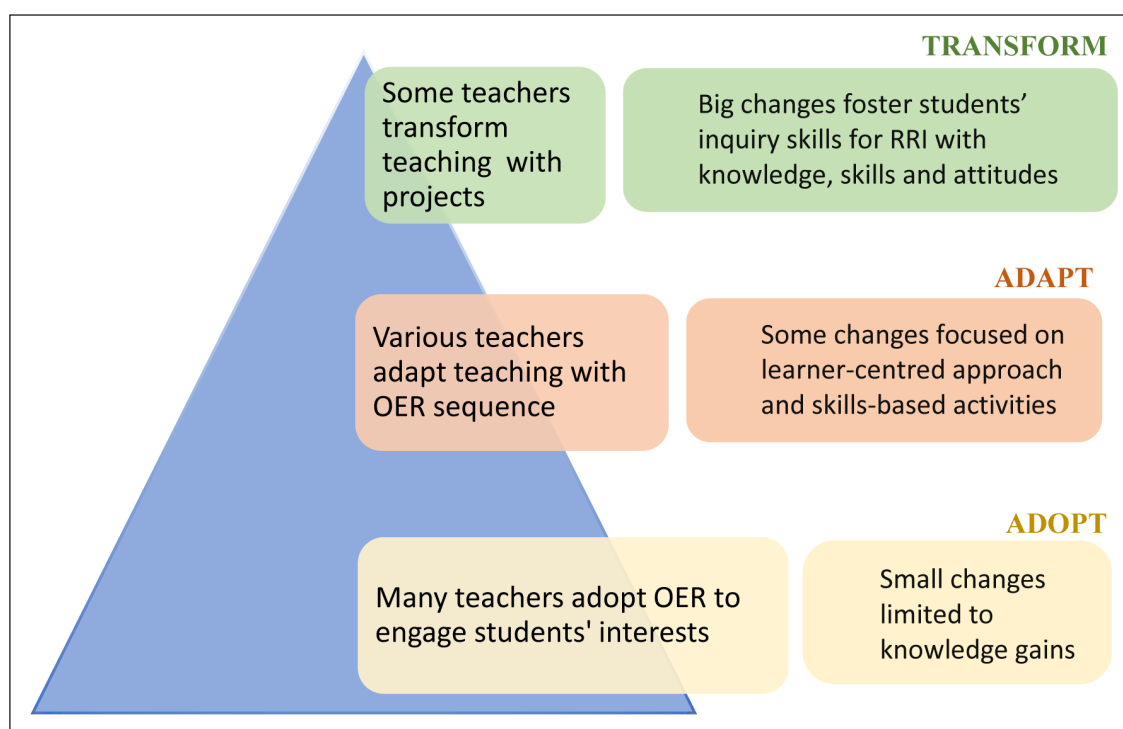 TRANSFORM
Some teachers
transform
teaching with
projects
Big changes foster students’
inquiry skills for RRI with
knowledge, skills and attitudes
ADAPT
Various teachers
adapt teaching with
OER sequence
Some changes focused on
learner-centred approach
and skills-based activities
ADOPT
Many teachers adopt OER to
engage students' interests
Small changes
limited to
knowledge gains